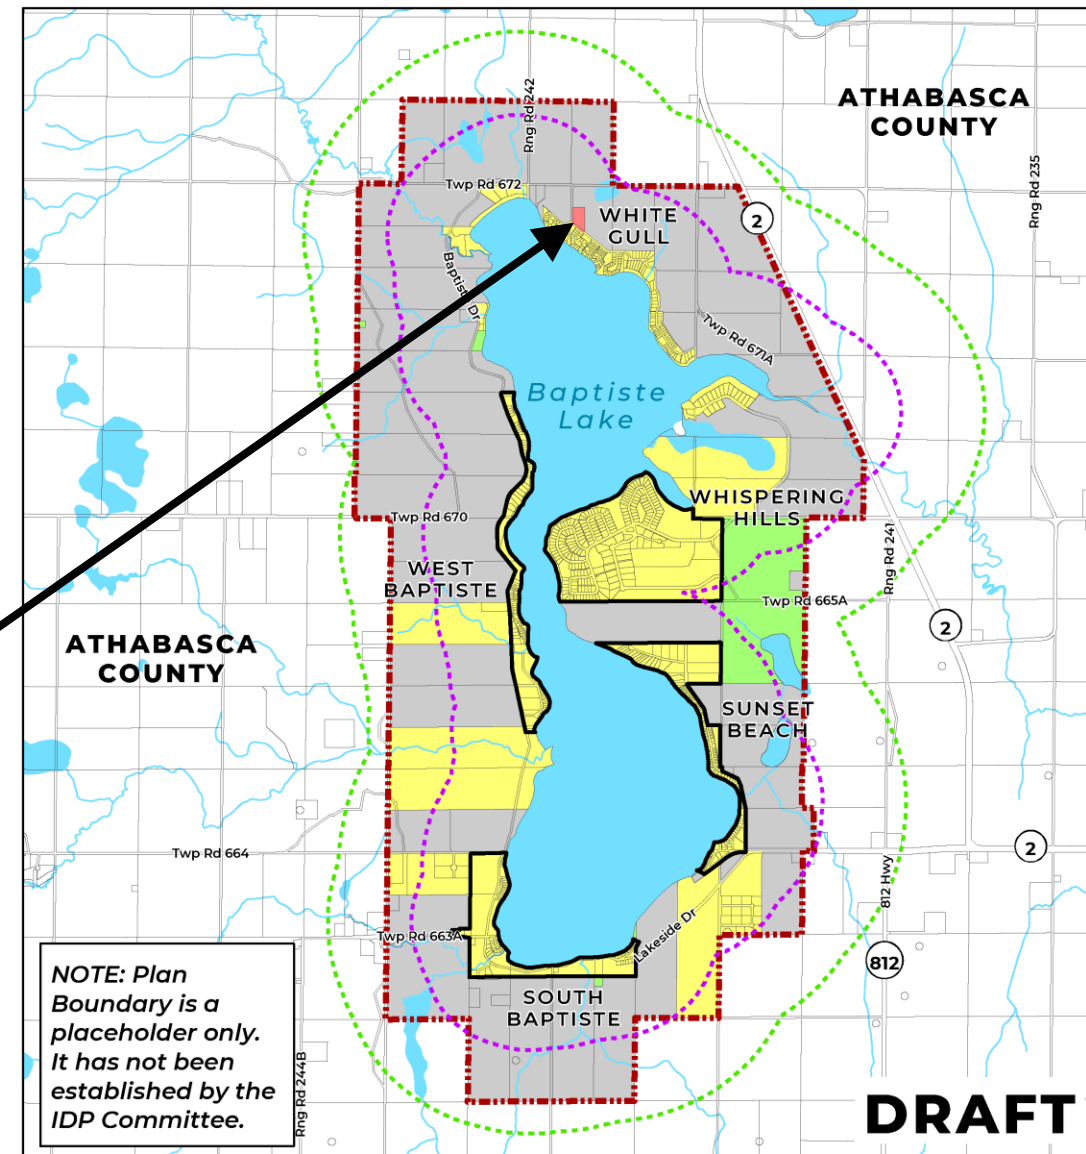 ATHABASCA
COUNTY
Rng Rd 242
Rng Rd 235
Twp Rd 672
WHITE
GULL
2
Baptiste Dr
Twp Rd 671A
Baptiste
Lake
WHISPERING
HILLS
Twp Rd 670
Rng Rd 241
WEST
BAPTISTE
Twp Rd 665A
2
ATHABASCA
COUNTY
SUNSET
BEACH
Twp Rd 664
2
812 Hwy
Twp Rd 663A
Lakeside Dr
812
NOTE: Plan
Boundary is a
placeholder only.
It has not been
established by the
IDP Committee.
Rng Rd 244B
SOUTH
BAPTISTE
DRAFT